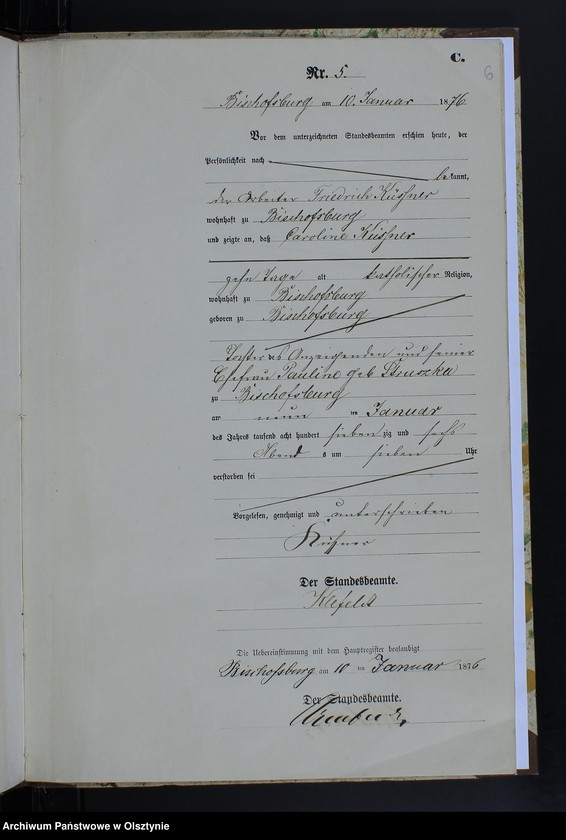 C.
6
Nr. 5.
Bischofsburg am 10. Januar 1876
Vor dem unterzeichneten Standesbeamten erschien heute, der
Persönlichkeit nach
bekannt,
der Arbeiter Friedrich Küssner
wohnhaft zu Bischofsburg
und zeigte an, daß Caroline Küssner
zehn Tage alt katholischer Religion,
wohnhaft zu Bischofsburg
geboren zu Bischofsburg
Tochter des Anzeigenden und seiner
Ehefrau Pauline geb Struszka
zu Bischofsburg
am neun ten Januar
des Jahres tausend acht hundert sieben zig und sechs
Abend s um sieben Uhr
verstorben sei
Vorgelesen, genehmigt und unterschrieben
Küssner
Der Standesbeamte.
Klefeldt
Die Uebereinstimmung mit dem Hauptregister beglaubigt
Bischofsburg am 10 ten Januar 1876
Der Standesbeamte.
Archiwum Państwowe w Olsztynie